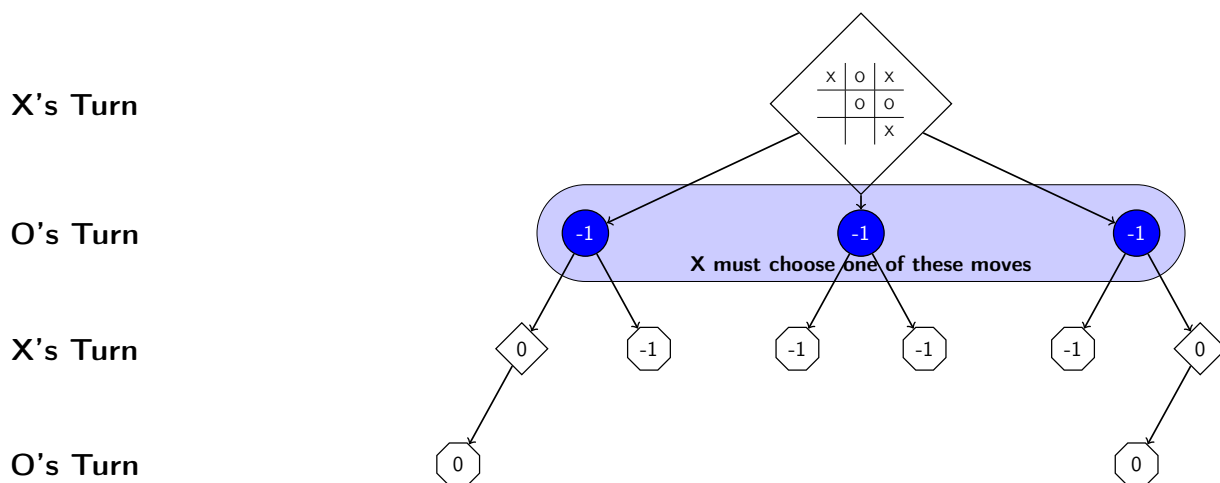 X O X
X's Turn
O O
X
O's Turn
-1 -1 -1
X must choose one of these moves
X's Turn
0 -1 -1 -1 -1 0
O's Turn
0 0